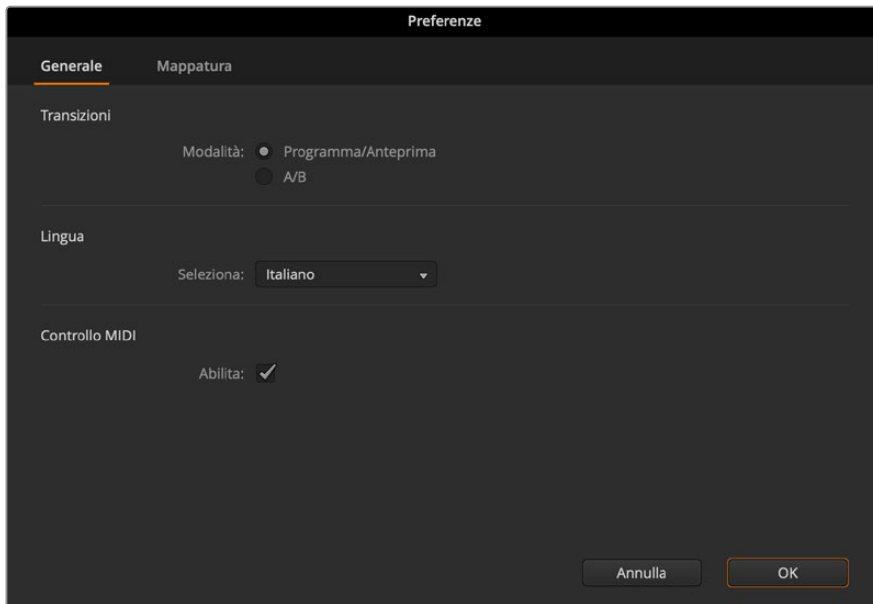 Preferenze
Generale Mappatura
Transizioni
Modalità: Programma/Anteprima
A/B
Lingua
Seleziona: Italiano
Controllo MIDI
Abilita:
Annulla OK